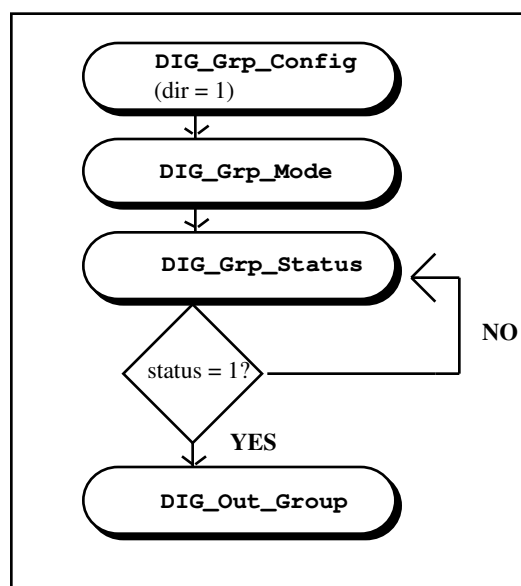 DIG_Grp_Config
(dir = 1)
DIG_Grp_Mode
DIG_Grp_Status
NO
status = 1?
YES
DIG_Out_Group